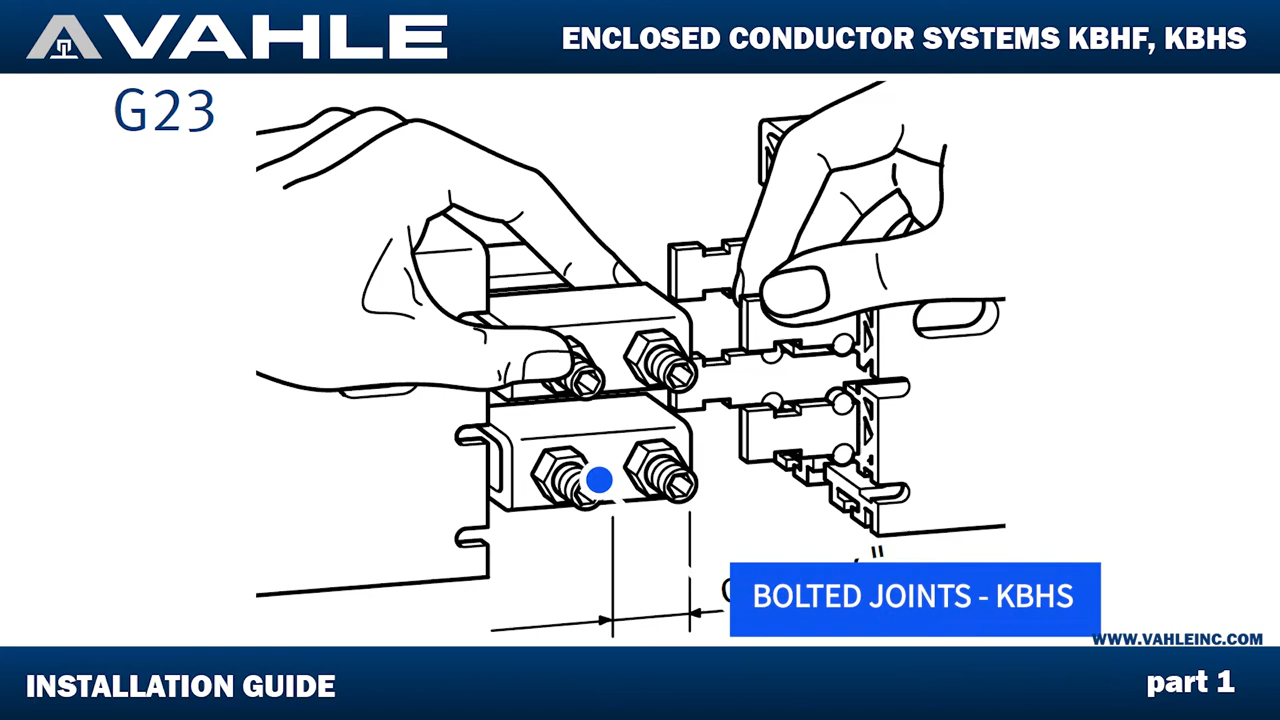 VAHLE
ENCLOSED CONDUCTOR SYSTEMS KBHF, KBHS
G23
BOLTED JOINTS - KBHS
WWW.VAHLEINC.COM
INSTALLATION GUIDE
part 1